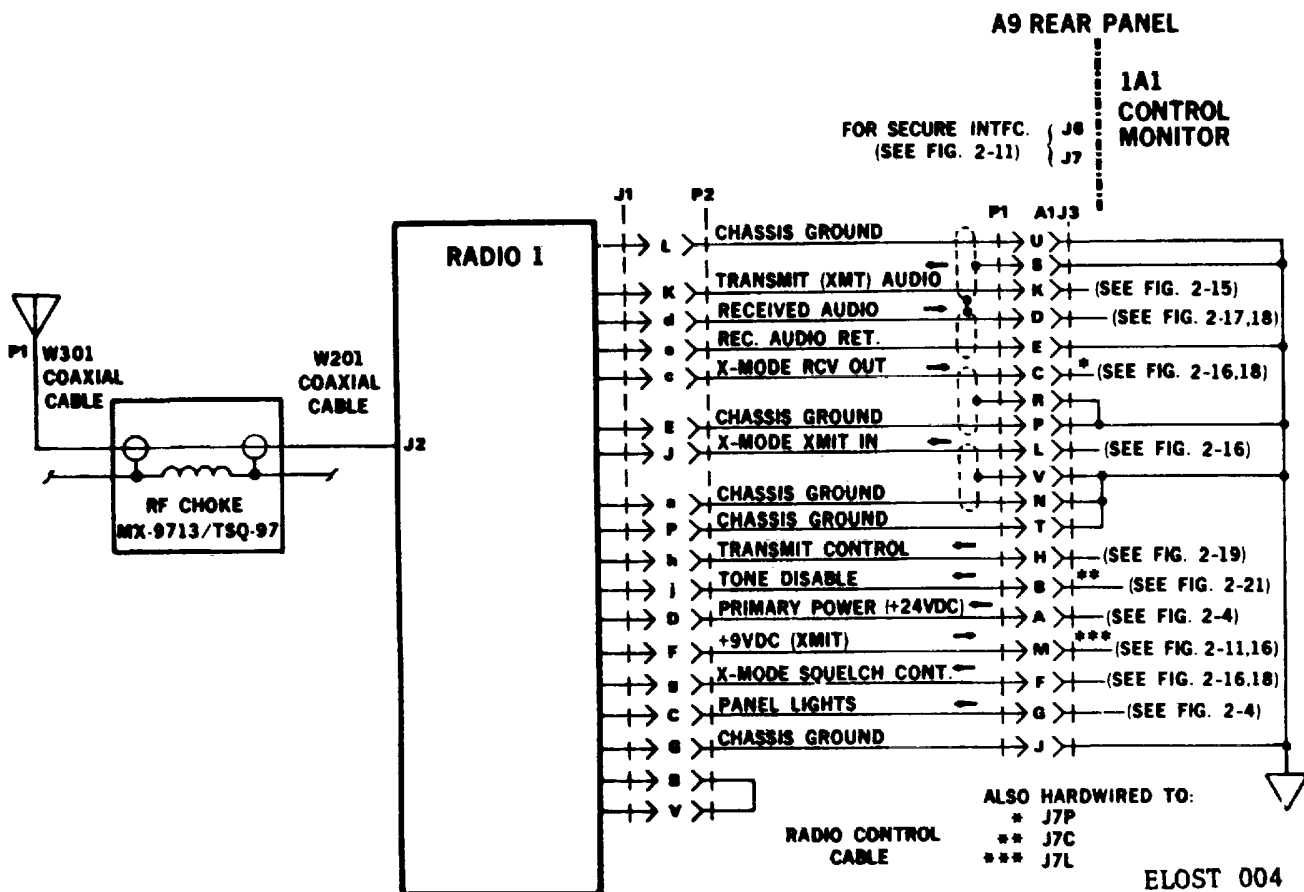 A9 REAR PANEL
1A1
CONTROL
MONITOR
FOR SECURE INTFC.
(SEE FIG. 2-11)
J6
J7
J1
P2
P1
A1J3
RADIO 1
L CHASSIS GROUND U
S
K TRANSMIT (XMT) AUDIO K (SEE FIG. 2-15)
d RECEIVED AUDIO D (SEE FIG. 2-17,18)
e REC. AUDIO RET. E
c X-MODE RCV OUT C * (SEE FIG. 2-16,18)
R
E CHASSIS GROUND P
J X-MODE XMIT IN L (SEE FIG. 2-16)
V
a CHASSIS GROUND N
P CHASSIS GROUND T
h TRANSMIT CONTROL H (SEE FIG. 2-19)
j TONE DISABLE B ** (SEE FIG. 2-21)
D PRIMARY POWER (+24VDC) A (SEE FIG. 2-4)
F +9VDC (XMIT) M *** (SEE FIG. 2-11,16)
g X-MODE SQUELCH CONT. F (SEE FIG. 2-16,18)
C PANEL LIGHTS G (SEE FIG. 2-4)
G CHASSIS GROUND J
V
P1
W301
COAXIAL
CABLE
W201
COAXIAL
CABLE
J2
RF CHOKE
MX-9713/TSQ-97
RADIO CONTROL
CABLE
ALSO HARDWIRED TO:
* J7P
** J7C
*** J7L
ELOST 004